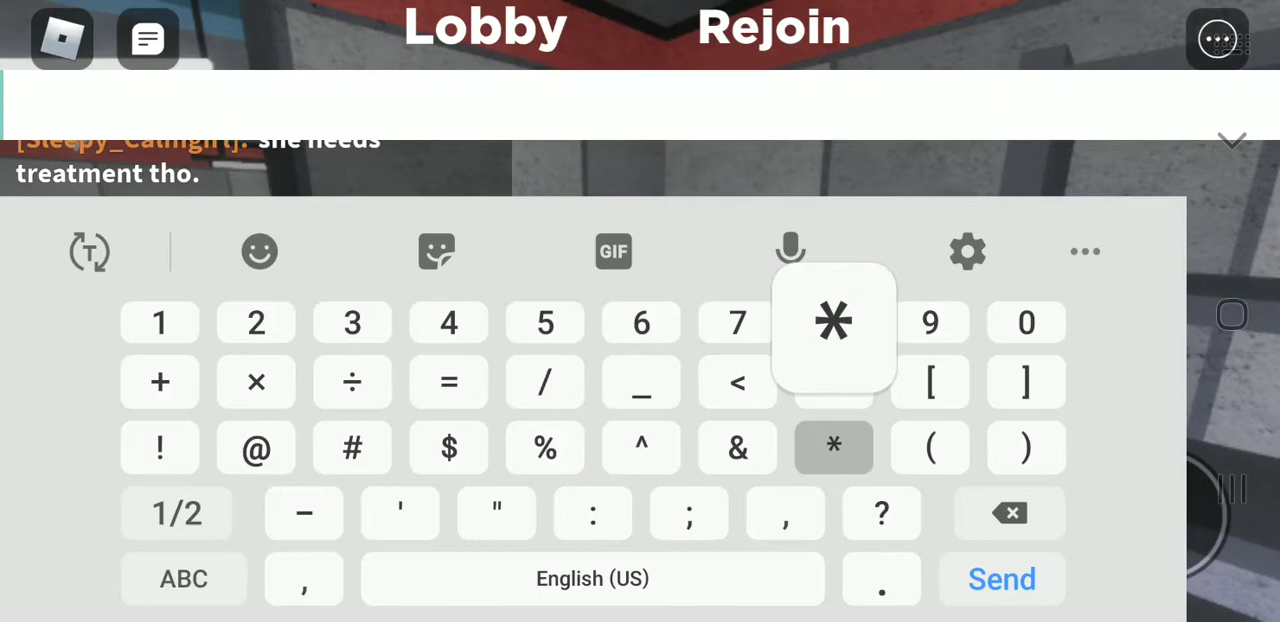 Lobby Rejoin
[Sleepy_Calmgirl]: she needs
treatment tho.
T GIF
1 2 3 4 5 6 7 * 9 0
+ × ÷ = / _ < [ ]
! @ # $ % ^ & * ( )
1/2 - ' " : ; , ?
ABC , English (US) . Send